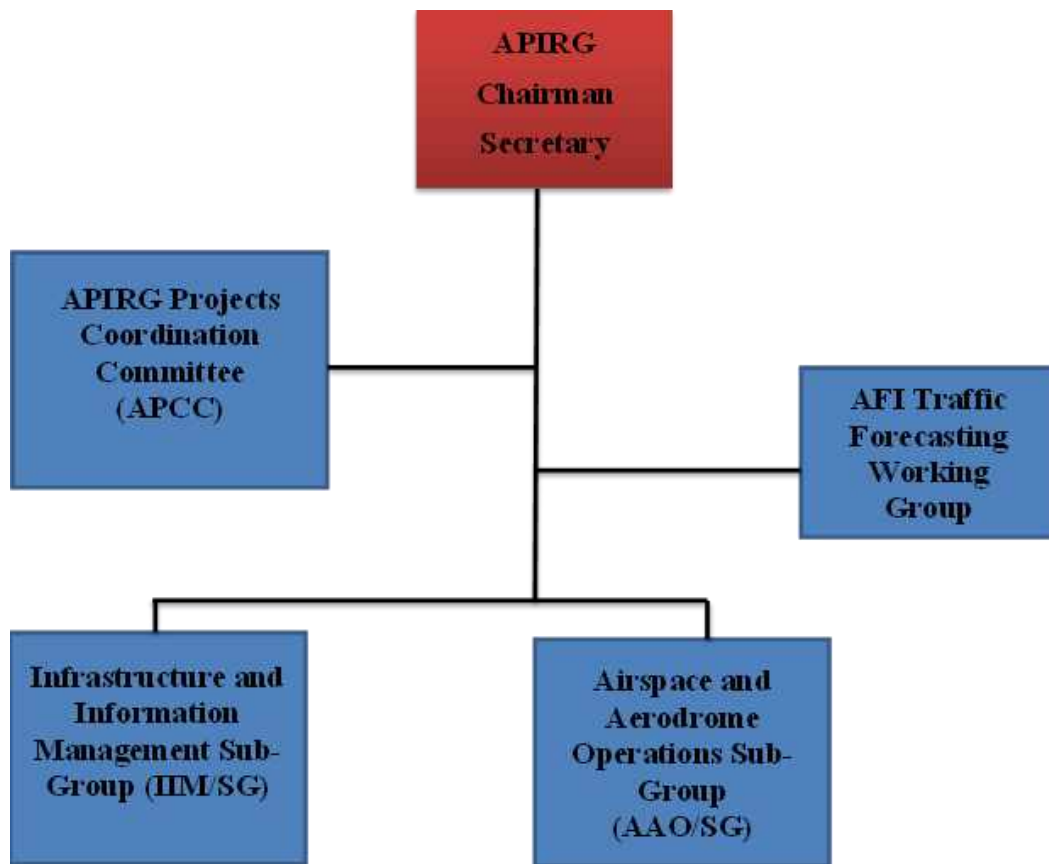 APIRG
Chairman
Secretary
APIRG Projects
Coordination
Committee
(APCC)
AFI Traffic
Forecasting
Working
Group
Infrastructure and
Information
Management Sub-
Group (IIM/SG)
Airspace and
Aerodrome
Operations Sub-
Group
(AAO/SG)